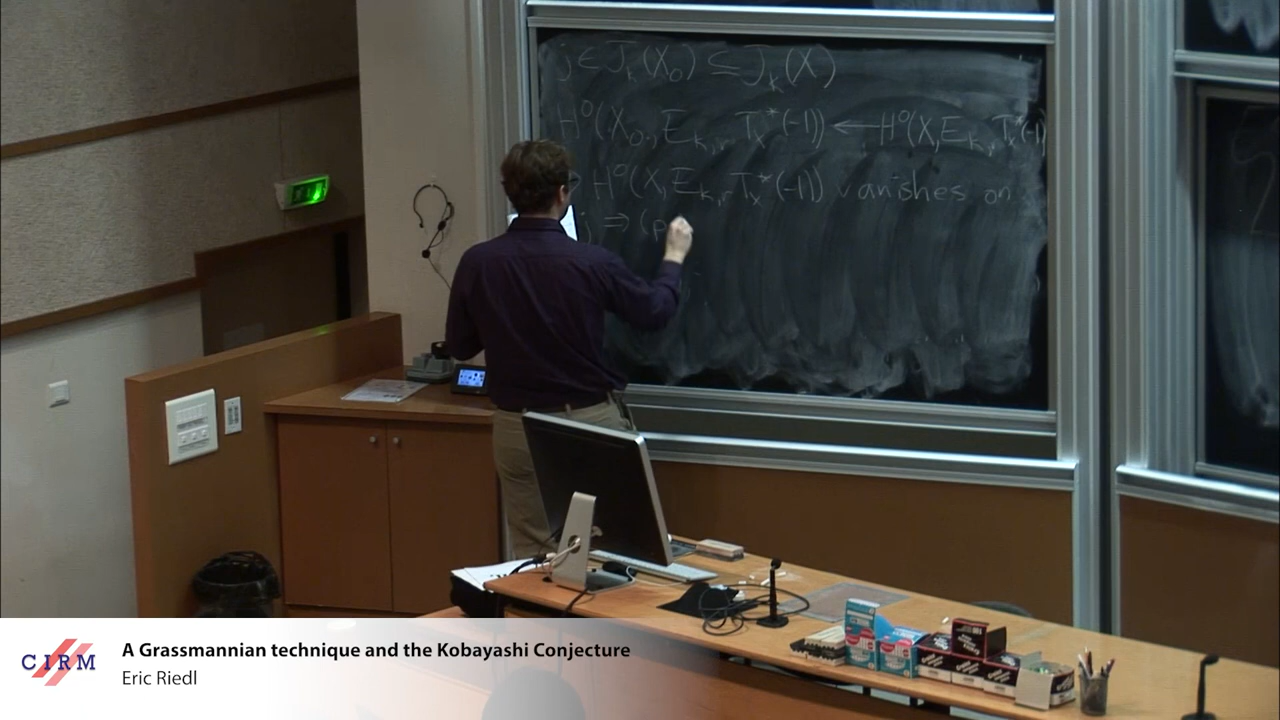 j ∈ J_k(X_0) ⊆ J_k(X)
H^0(X_0, E_{k,r} T_X^*(-1)) ← H^0(X, E_{k,r} T_X^*(-1)
H^0(X, E_{k,r} T_X^*(-1)) vanishes on
j ⇒ (p
CIRM
A Grassmannian technique and the Kobayashi Conjecture
Eric Riedl